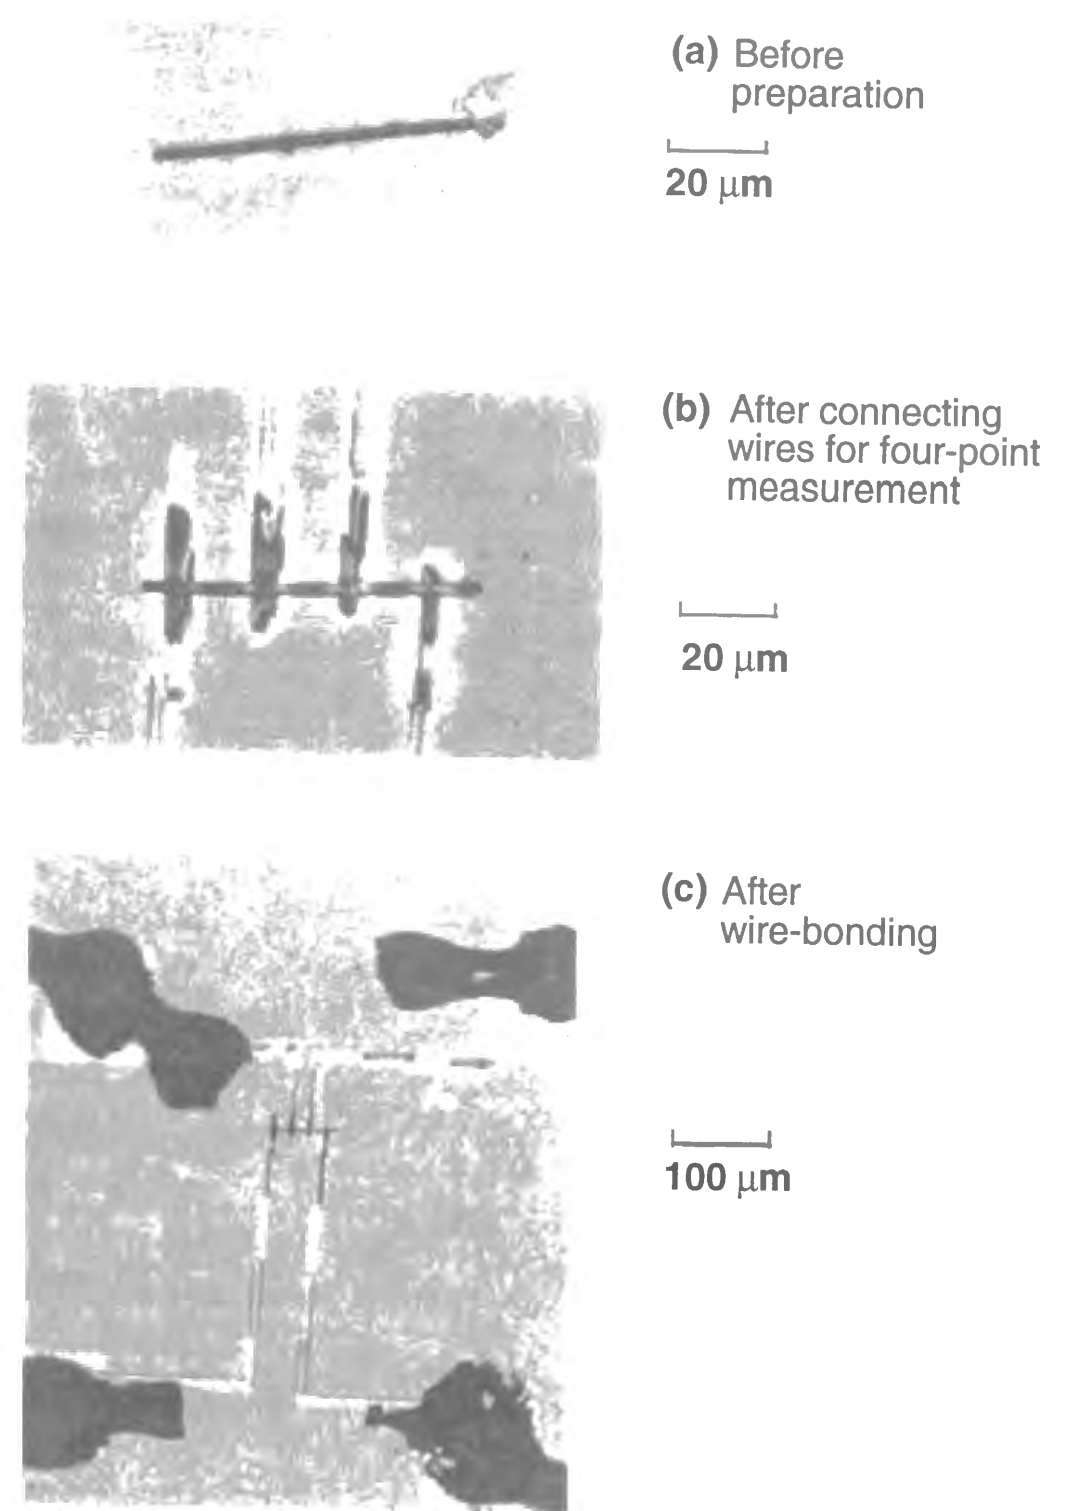 (a) Before
preparation
20 μm
(b) After connecting
wires for four-point
measurement
20 μm
(c) After
wire-bonding
100 μm